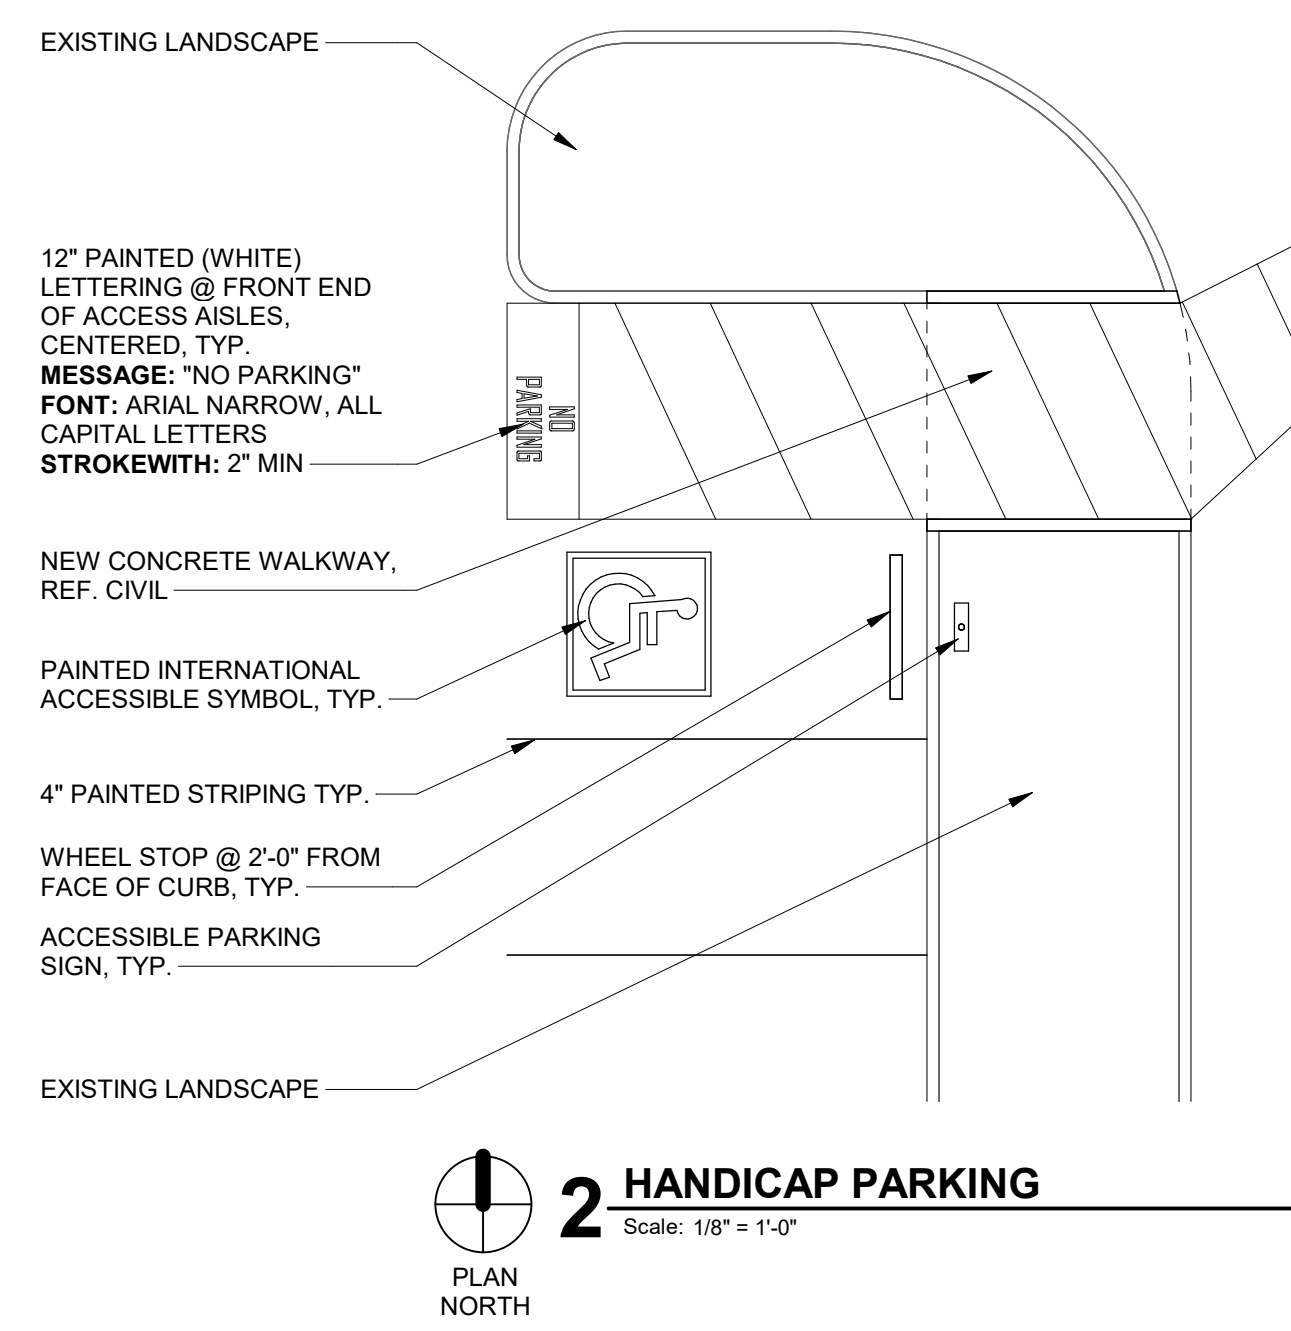 EXISTING LANDSCAPE
12" PAINTED (WHITE)
LETTERING @ FRONT END
OF ACCESS AISLES,
CENTERED, TYP.
MESSAGE: "NO PARKING"
FONT: ARIAL NARROW, ALL
CAPITAL LETTERS
STROKEWITH: 2" MIN
NO
PARKING
NEW CONCRETE WALKWAY,
REF. CIVIL
PAINTED INTERNATIONAL
ACCESSIBLE SYMBOL, TYP.
4" PAINTED STRIPING TYP.
WHEEL STOP @ 2'-0" FROM
FACE OF CURB, TYP.
ACCESSIBLE PARKING
SIGN, TYP.
EXISTING LANDSCAPE
2 HANDICAP PARKING
Scale: 1/8" = 1'-0"
PLAN
NORTH